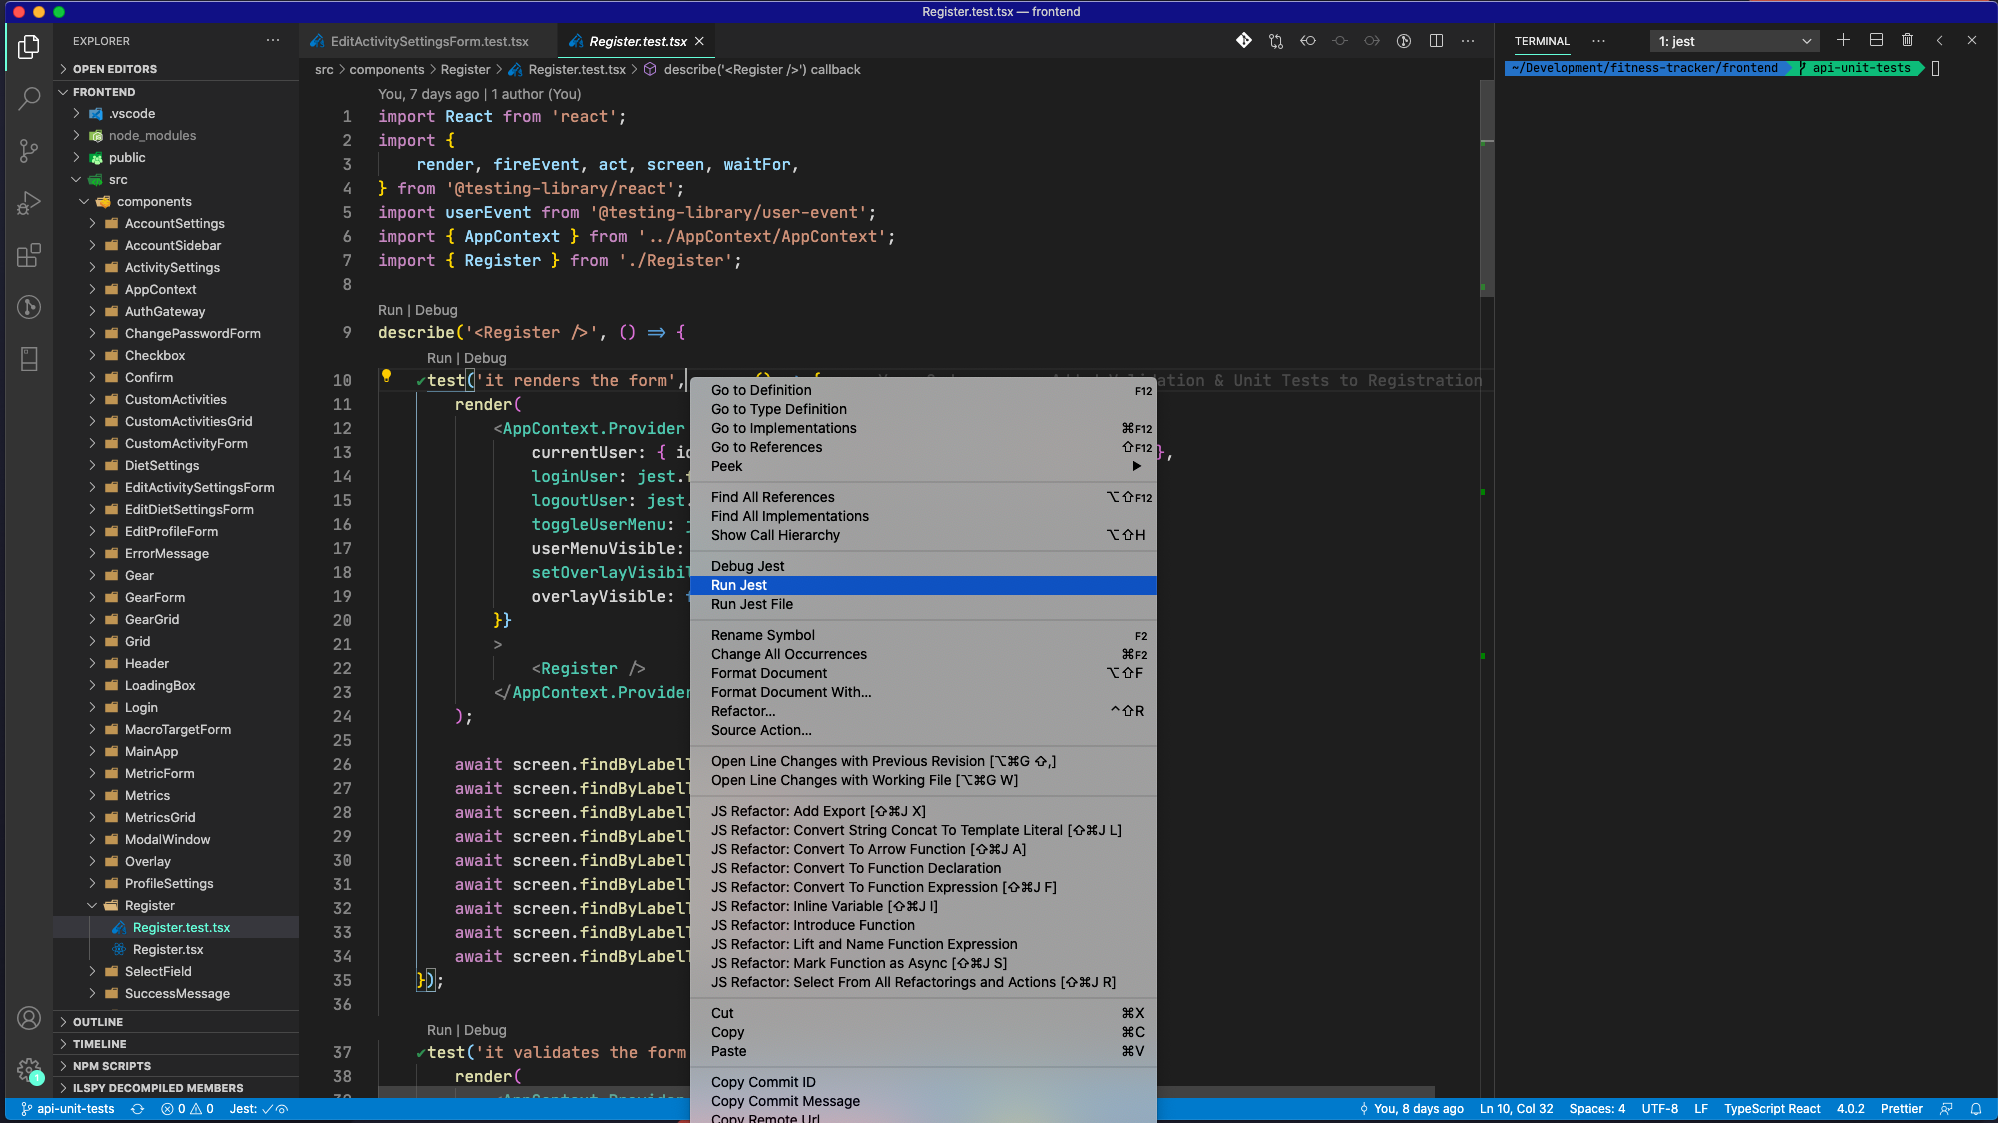 Register.test.tsx — frontend
EXPLORER
OPEN EDITORS
FRONTEND
.vscode
node_modules
public
src
components
AccountSettings
AccountSidebar
ActivitySettings
AppContext
AuthGateway
ChangePasswordForm
Checkbox
Confirm
CustomActivities
CustomActivitiesGrid
CustomActivityForm
DietSettings
EditActivitySettingsForm
EditDietSettingsForm
EditProfileForm
ErrorMessage
Gear
GearForm
GearGrid
Grid
Header
LoadingBox
Login
MacroTargetForm
MainApp
MetricForm
Metrics
MetricsGrid
ModalWindow
Overlay
ProfileSettings
Register
Register.test.tsx
Register.tsx
SelectField
SuccessMessage
OUTLINE
TIMELINE
NPM SCRIPTS
ILSPY DECOMPILED MEMBERS
1
EditActivitySettingsForm.test.tsx
Register.test.tsx
src > components > Register > Register.test.tsx > describe('<Register />') callback
You, 7 days ago | 1 author (You)
1 import React from 'react';
2 import {
3 render, fireEvent, act, screen, waitFor,
4 } from '@testing-library/react';
5 import userEvent from '@testing-library/user-event';
6 import { AppContext } from '../AppContext/AppContext';
7 import { Register } from './Register';
8
Run | Debug
9 describe('<Register />', () => {
Run | Debug
10 ✓test('it renders the form', & Unit Tests to Registration
11 render(
12 <AppContext.Provider
13 currentUser: { },
14 loginUser: jest.
15 logoutUser: jest.
16 toggleUserMenu:
17 userMenuVisible:
18
19 overlayVisible:
20 }}
21 >
22 <Register />
23 </AppContext.Provider
24 );
25
26 await screen.findByLabel
27 await screen.findByLabel
28 await screen.findByLabel
29 await screen.findByLabel
30 await screen.findByLabel
31 await screen.findByLabel
32 await screen.findByLabel
33 await screen.findByLabel
34 await screen.findByLabel
35 });
36
Run | Debug
37 ✓test('it validates the form
38 render(
Go to Definition F12
Go to Type Definition
Go to Implementations ⌘F12
Go to References ⇧F12
Peek ▶
Find All References ⌥⇧F12
Find All Implementations
Show Call Hierarchy ⌥⇧H
Debug Jest
Run Jest
Run Jest File
Rename Symbol F2
Change All Occurrences ⌘F2
Format Document ⌥⇧F
Format Document With...
Refactor... ^⇧R
Source Action...
Open Line Changes with Previous Revision [⌥⌘G ⇧,]
Open Line Changes with Working File [⌥⌘G W]
JS Refactor: Add Export [⇧⌘J X]
JS Refactor: Convert String Concat To Template Literal [⇧⌘J L]
JS Refactor: Convert To Arrow Function [⇧⌘J A]
JS Refactor: Convert To Function Declaration
JS Refactor: Convert To Function Expression [⇧⌘J F]
JS Refactor: Inline Variable [⇧⌘J I]
JS Refactor: Introduce Function
JS Refactor: Lift and Name Function Expression
JS Refactor: Mark Function as Async [⇧⌘J S]
JS Refactor: Select From All Refactorings and Actions [⇧⌘J R]
Cut ⌘X
Copy ⌘C
Paste ⌘V
Copy Commit ID
Copy Commit Message
Copy Remote Url
TERMINAL
1: jest
~/Development/fitness-tracker/frontend api-unit-tests
api-unit-tests 0 0 Jest: ✓
You, 8 days ago Ln 10, Col 32 Spaces: 4 UTF-8 LF TypeScript React 4.0.2 Prettier